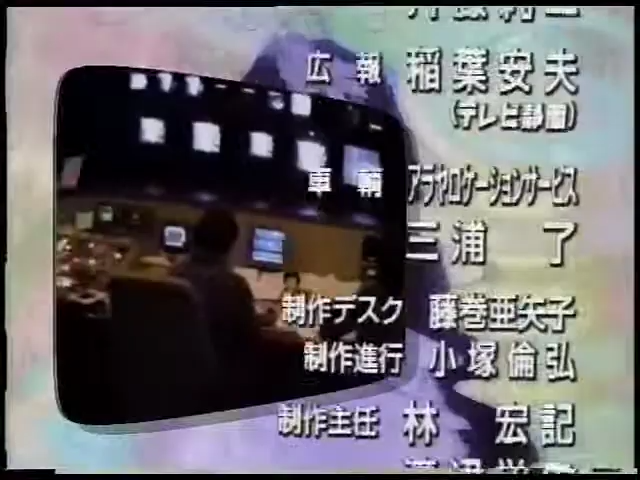 広 報 稲葉安夫
(テレビ静岡)
車 輌 アラヤロケーションサービス
三浦 了
制作デスク 藤巻亜矢子
制作進行 小塚倫弘
制作主任 林 宏記